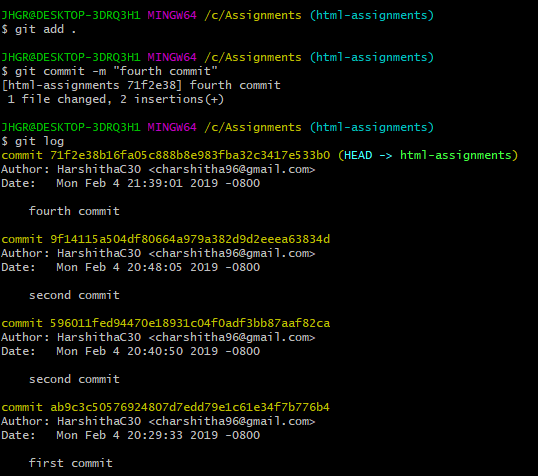 JHGR@DESKTOP-3DRQ3H1 MINGW64 /c/Assignments (html-assignments)
$ git add .
JHGR@DESKTOP-3DRQ3H1 MINGW64 /c/Assignments (html-assignments)
$ git commit -m "fourth commit"
[html-assignments 71f2e38] fourth commit
1 file changed, 2 insertions(+)
JHGR@DESKTOP-3DRQ3H1 MINGW64 /c/Assignments (html-assignments)
$ git log
commit 71f2e38b16fa05c888b8e983fba32c3417e533b0 (HEAD -> html-assignments)
Author: HarshithaC30 <charshitha96@gmail.com>
Date:   Mon Feb 4 21:39:01 2019 -0800
fourth commit
commit 9f14115a504df80664a979a382d9d2eeea63834d
Author: HarshithaC30 <charshitha96@gmail.com>
Date:   Mon Feb 4 20:48:05 2019 -0800
second commit
commit 596011fed94470e18931c04f0adf3bb87aaf82ca
Author: HarshithaC30 <charshitha96@gmail.com>
Date:   Mon Feb 4 20:40:50 2019 -0800
second commit
commit ab9c3c50576924807d7edd79e1c61e34f7b776b4
Author: HarshithaC30 <charshitha96@gmail.com>
Date:   Mon Feb 4 20:29:33 2019 -0800
first commit